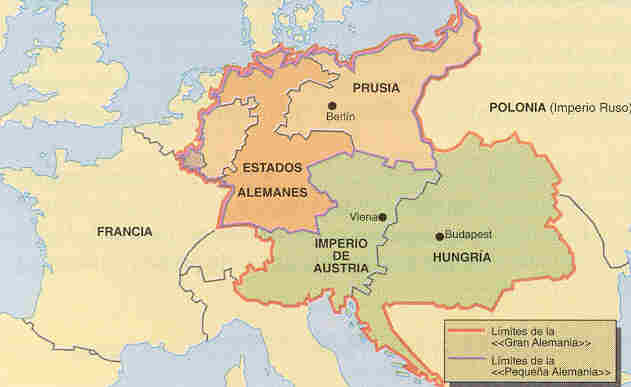 PRUSIA
Berlín
POLONIA (Imperio Ruso)
ESTADOS
ALEMANES
FRANCIA
Viena
Budapest
IMPERIO
DE
AUSTRIA
HUNGRÍA
Límites de la
<<Gran Alemania>>
Límites de la
<<Pequeña Alemania>>